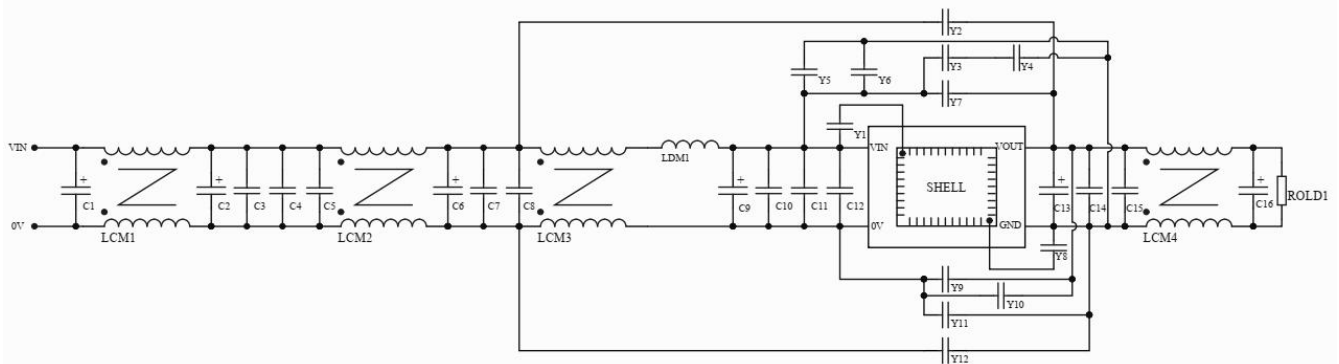 Y2
Y3 Y4
Y5 Y6
Y7
Y1
VIN LDM1 VIN VOUT
SHELL
+ C1 + C2 C3 C4 C5 + C6 C7 C8 + C9 C10 C11 C12 + C13 C14 C15 + C16 ROLD1
0V 0V GND
LCM1 LCM2 LCM3 LCM4
Y8
Y9
Y10
Y11
Y12